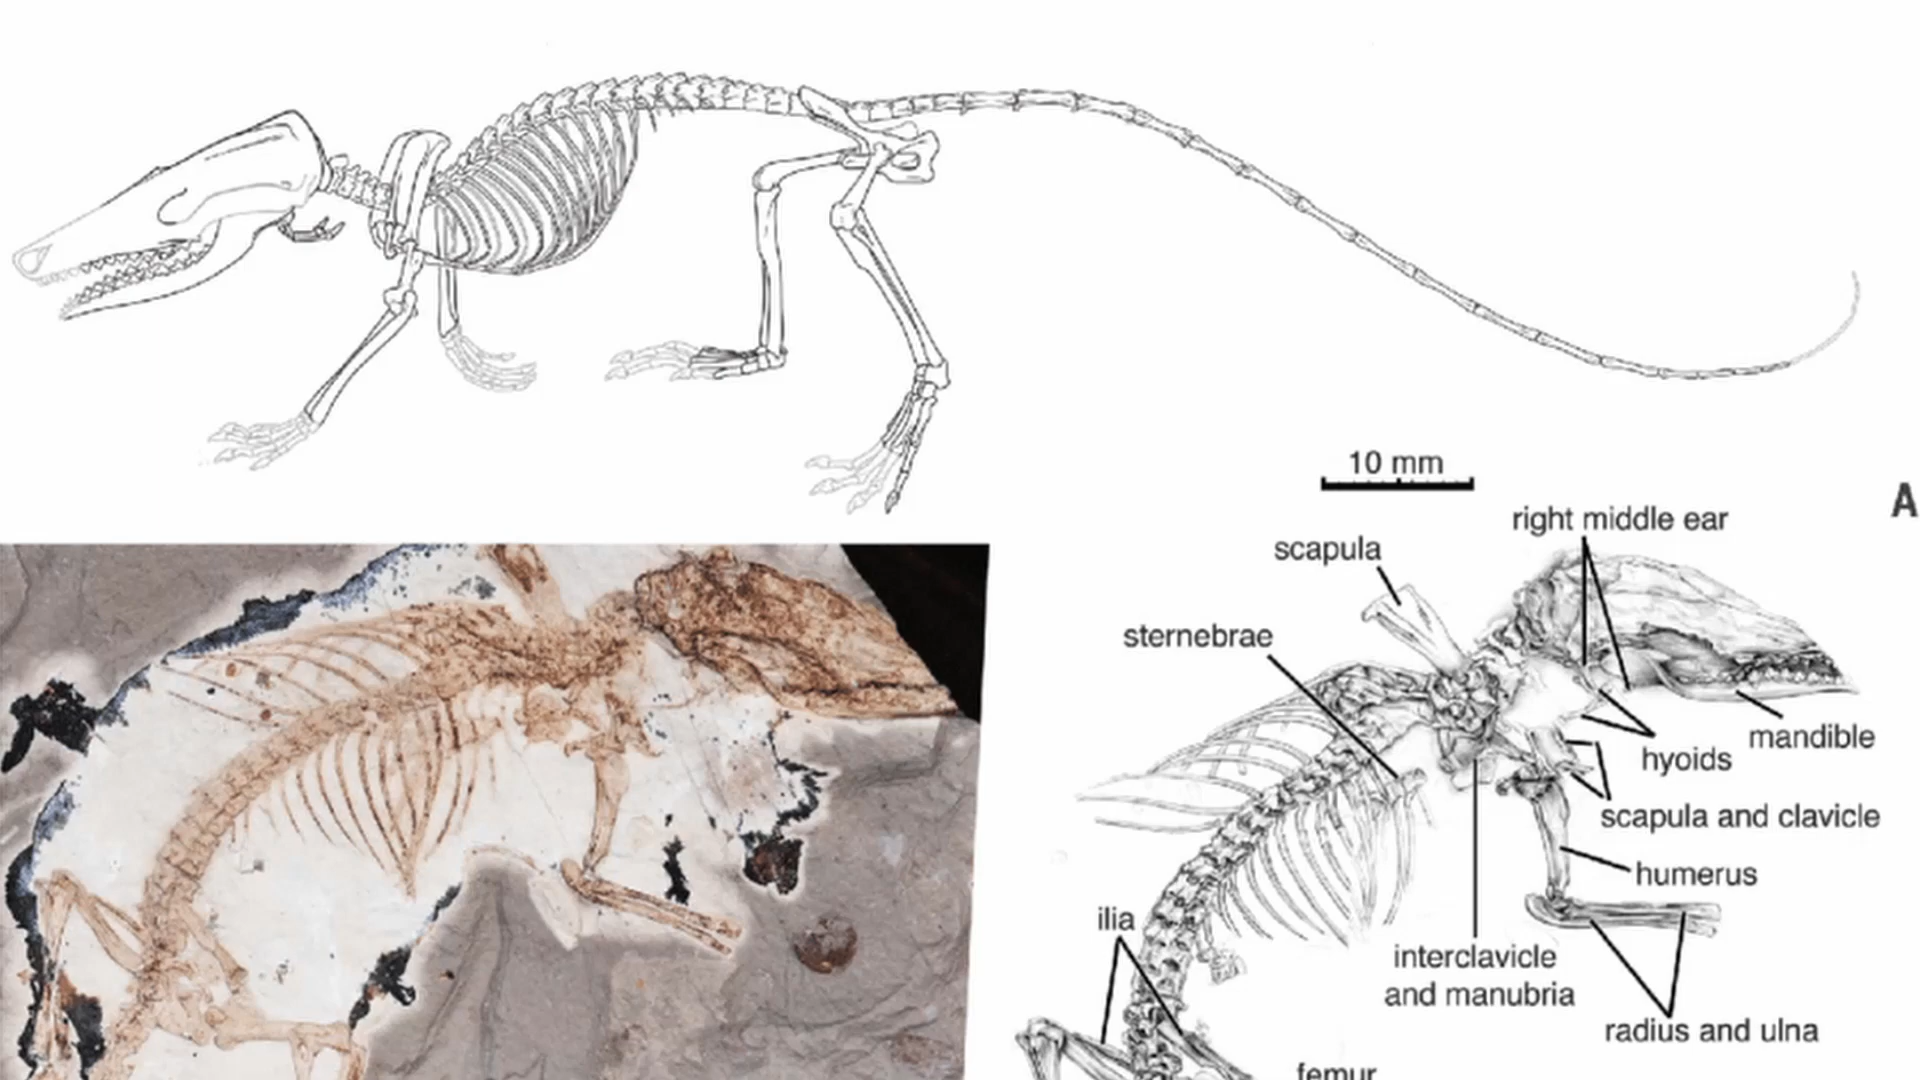 10 mm
A
right middle ear
scapula
sternebrae
mandible
hyoids
scapula and clavicle
humerus
ilia
interclavicle
and manubria
radius and ulna
femur